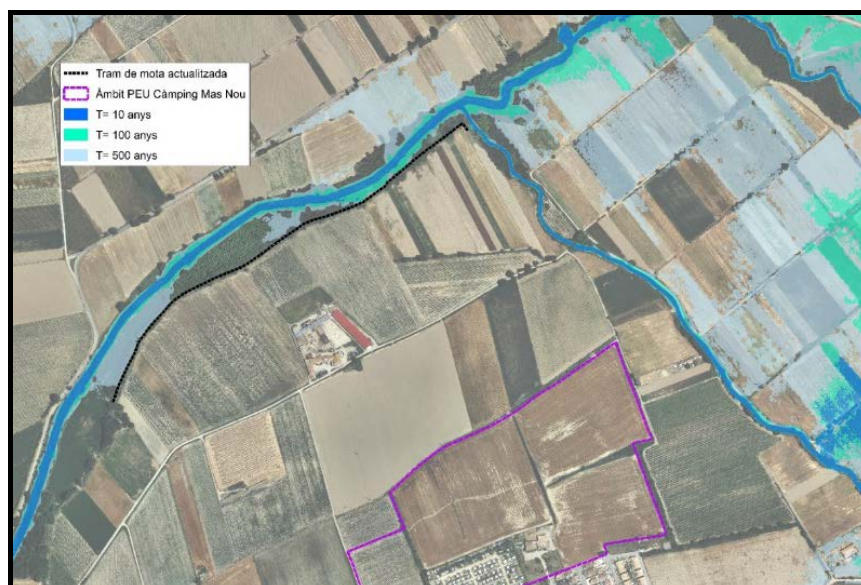 Tram de mota actualitzada
Àmbit PEU Càmping Mas Nou
T= 10 anys
T= 100 anys
T= 500 anys